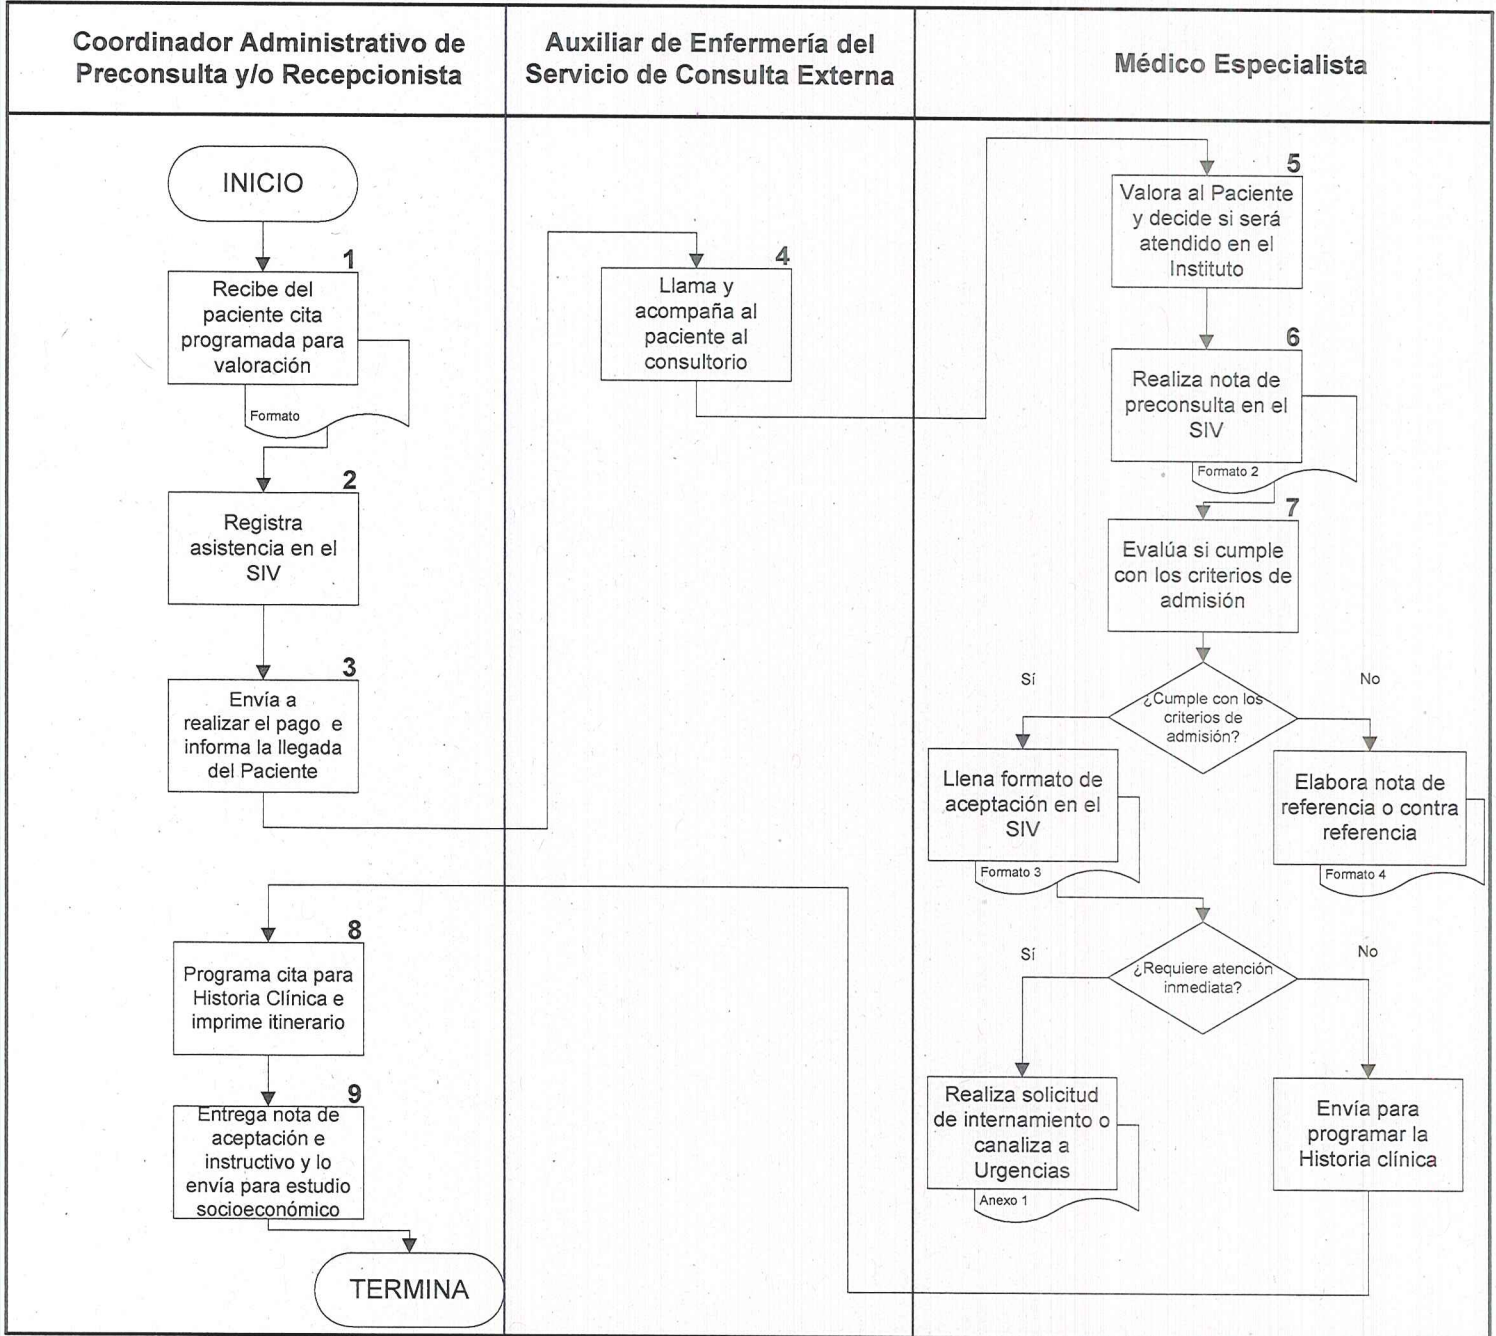 Coordinador Administrativo de
Preconsulta y/o Recepcionista
Auxiliar de Enfermería del
Servicio de Consulta Externa
Médico Especialista
INICIO
1
Recibe del
paciente cita
programada para
valoración
Formato
2
Registra
asistencia en el
SIV
3
Envía a
realizar el pago e
informa la llegada
del Paciente
4
Llama y
acompaña al
paciente al
consultorio
5
Valora al Paciente
y decide si será
atendido en el
Instituto
6
Realiza nota de
preconsulta en el
SIV
Formato 2
7
Evalúa si cumple
con los criterios de
admisión
¿Cumple con los
criterios de
admisión?
Sí
No
Llena formato de
aceptación en el
SIV
Formato 3
Elabora nota de
referencia o contra
referencia
Formato 4
¿Requiere atención
inmediata?
Sí
No
Realiza solicitud
de internamiento o
canaliza a
Urgencias
Anexo 1
Envía para
programar la
Historia clínica
8
Programa cita para
Historia Clínica e
imprime itinerario
9
Entrega nota de
aceptación e
instructivo y lo
envía para estudio
socioeconómico
TERMINA